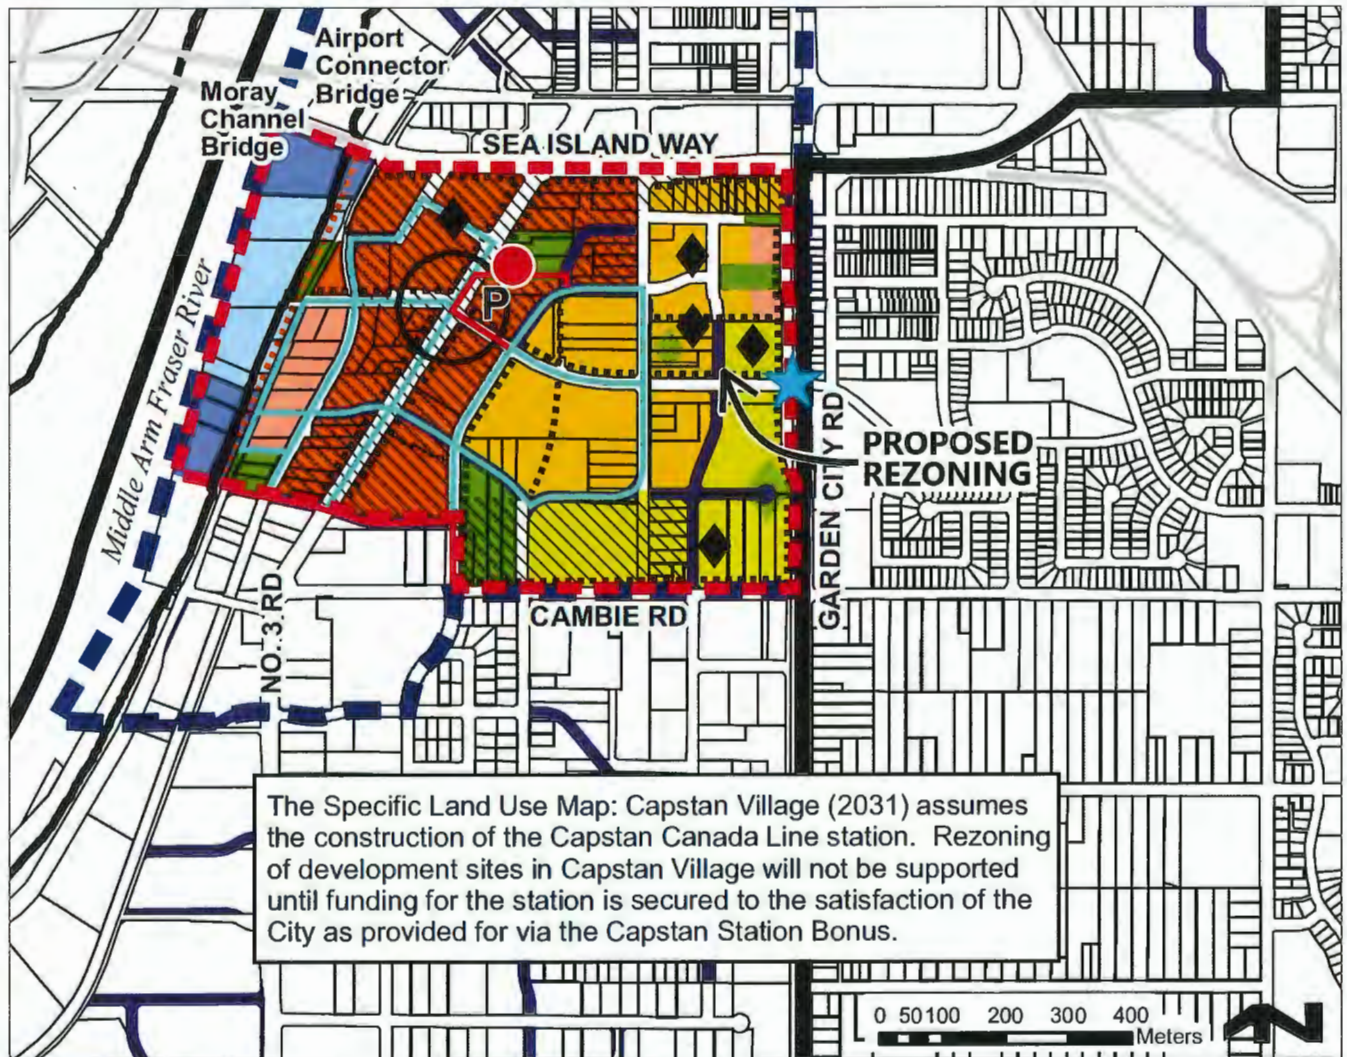 Airport
Connector
Bridge
Moray
Channel
Bridge
SEA ISLAND WAY
P
Middle Arm Fraser River
PROPOSED
REZONING
GARDEN CITY RD
NO. 3 RD
CAMBIE RD
The Specific Land Use Map: Capstan Village (2031) assumes
the construction of the Capstan Canada Line station. Rezoning
of development sites in Capstan Village will not be supported
until funding for the station is secured to the satisfaction of the
City as provided for via the Capstan Station Bonus.
0 50 100 200 300 400
Meters
Z